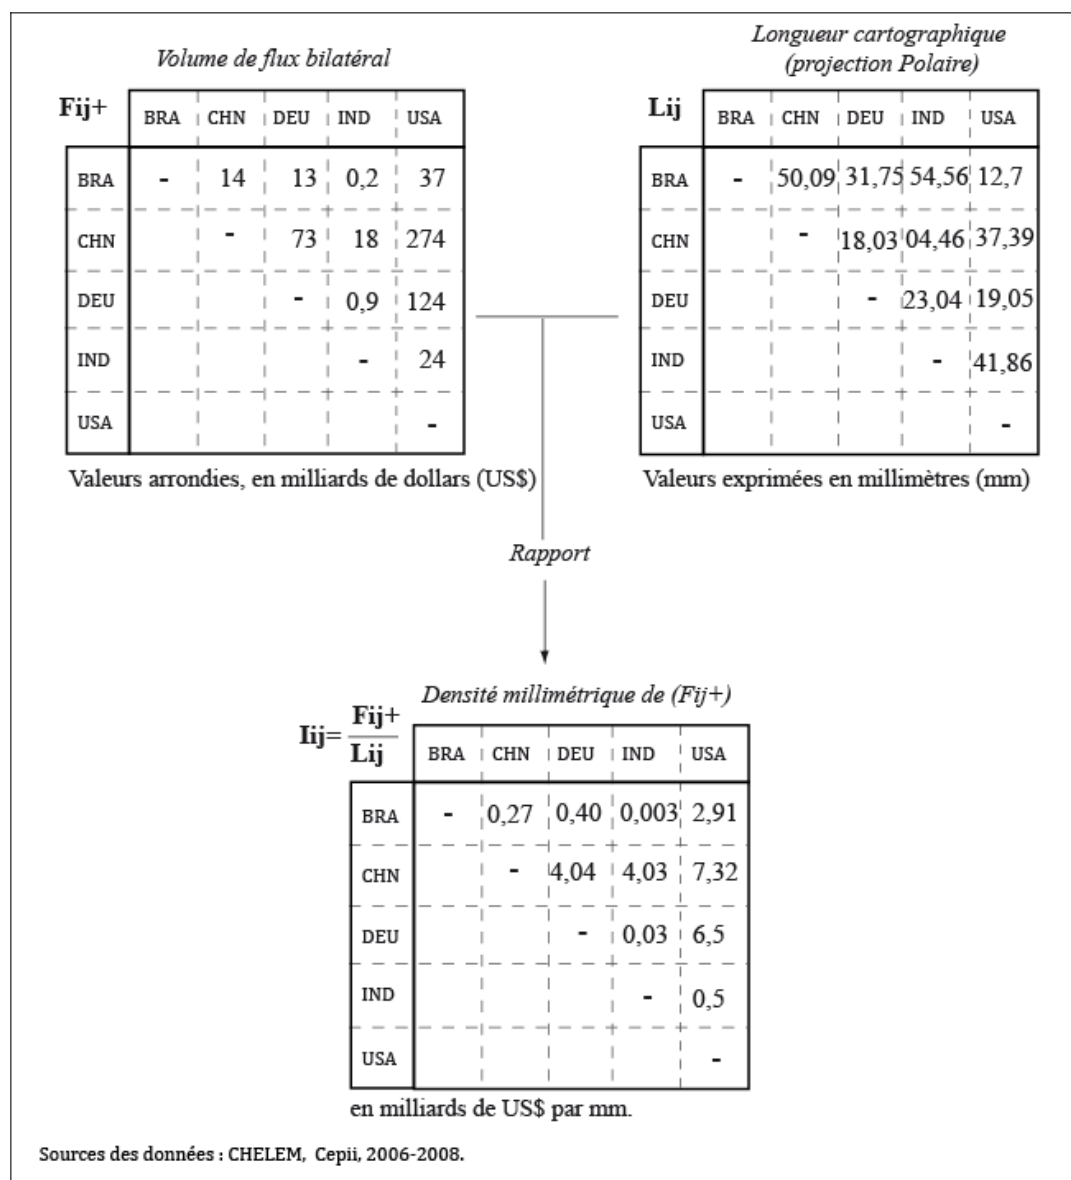 Volume de flux bilatéral
Fij+
BRA CHN DEU IND USA
BRA - 14 13 0,2 37
CHN - 73 18 274
DEU - 0,9 124
IND - 24
USA -
Valeurs arrondies, en milliards de dollars (US$)
Longueur cartographique
(projection Polaire)
Lij
BRA CHN DEU IND USA
BRA - 50,09 31,75 54,56 12,7
CHN - 18,03 04,46 37,39
DEU - 23,04 19,05
IND - 41,86
USA -
Valeurs exprimées en millimètres (mm)
Rapport
Densité millimétrique de (Fij+)
Iij= Fij+
Lij
BRA CHN DEU IND USA
BRA - 0,27 0,40 0,003 2,91
CHN - 4,04 4,03 7,32
DEU - 0,03 6,5
IND - 0,5
USA -
en milliards de US$ par mm.
Sources des données : CHELEM, Cepii, 2006-2008.